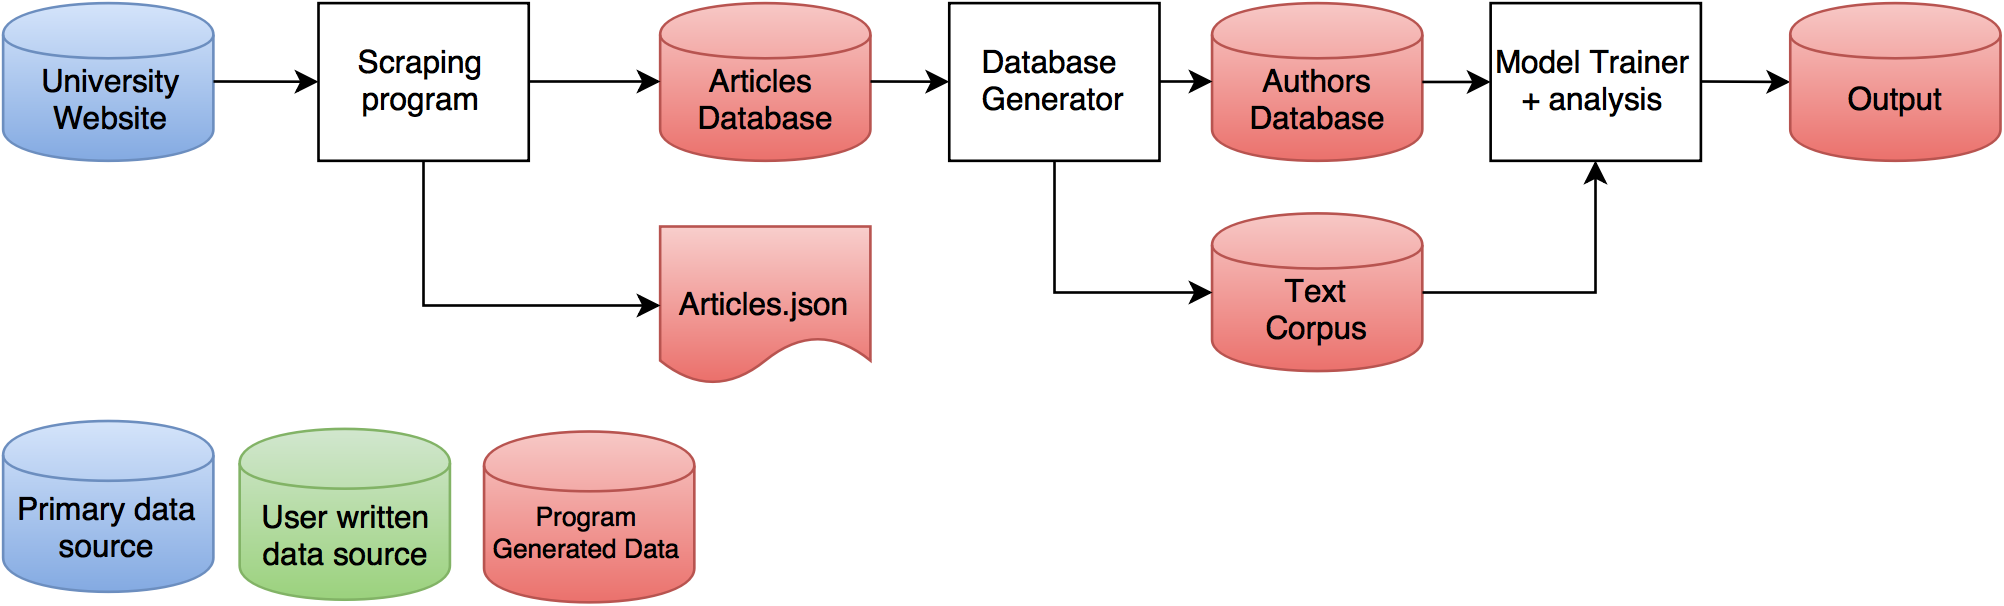 University
Website
Scraping
program
Articles
Database
Database
Generator
Authors
Database
Model Trainer
+ analysis
Output
Articles.json
Text
Corpus
Primary data
source
User written
data source
Program
Generated Data